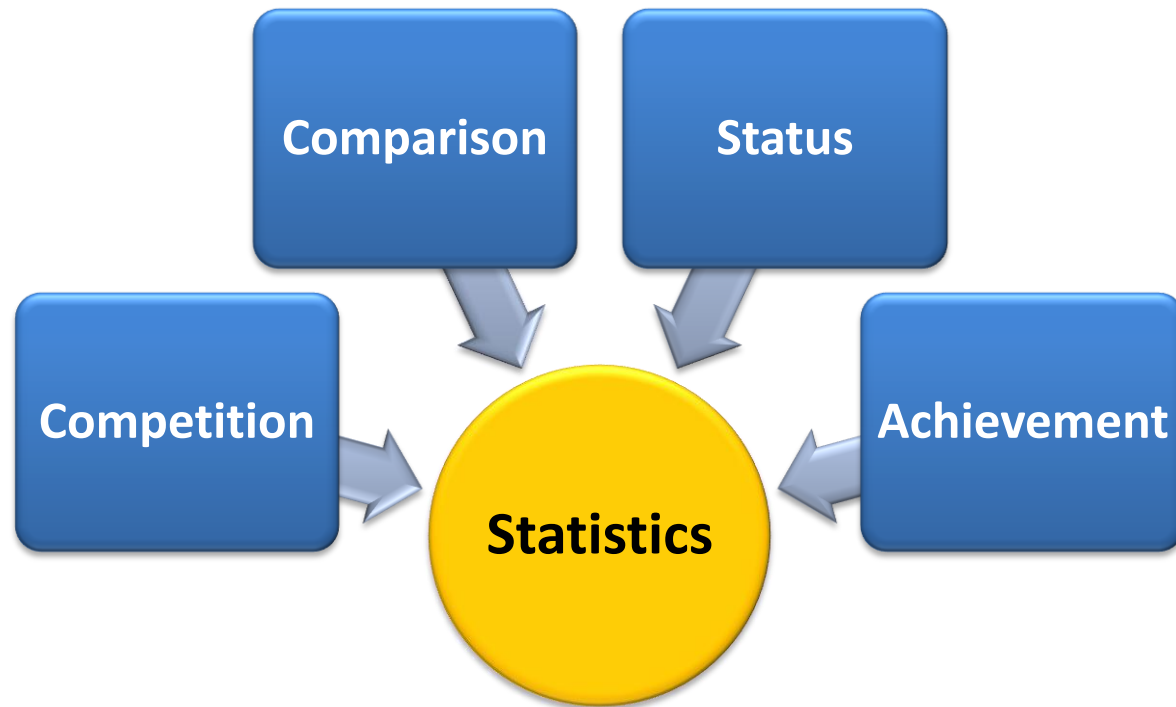 Comparison
Status
Competition
Achievement
Statistics